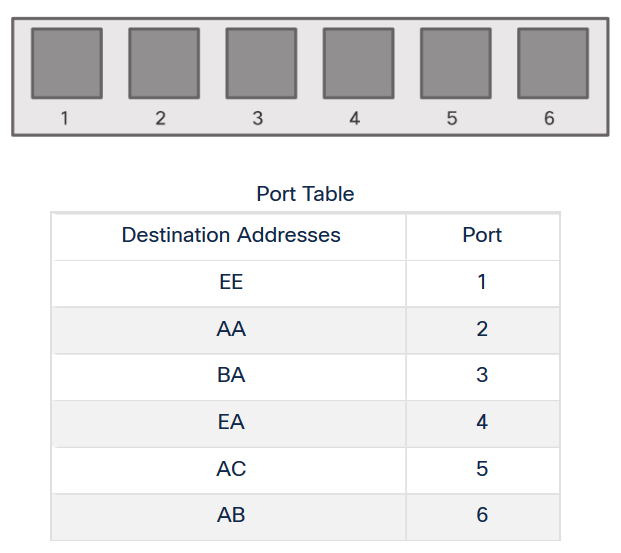 1 2 3 4 5 6
Port Table
Destination Addresses Port
EE 1
AA 2
BA 3
EA 4
AC 5
AB 6